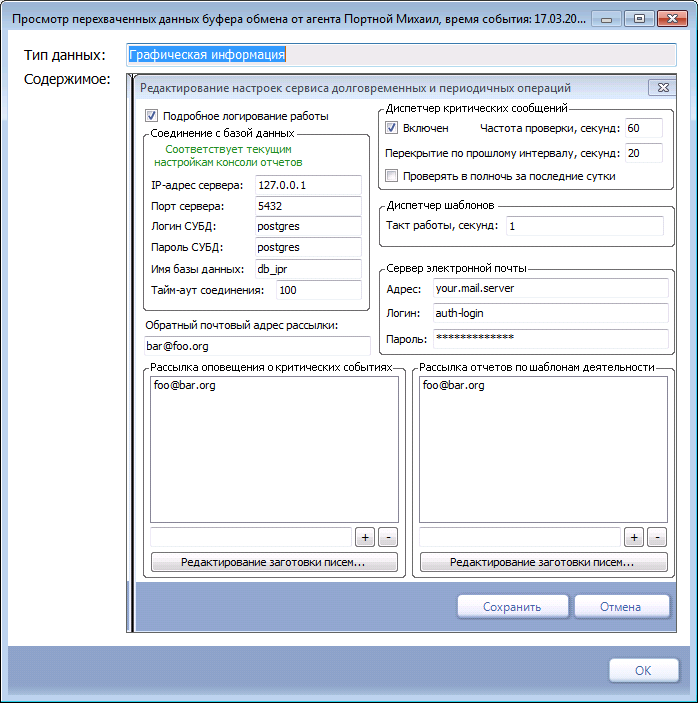 Просмотр перехваченных данных буфера обмена от агента Портной Михаил, время события: 17.03.20...
Тип данных: Графическая информация
Содержимое:
Редактирование настроек сервиса долговременных и периодичных операций
Подробное логирование работы
Соединение с базой данных
Соответствует текущим
настройкам консоли отчетов
IP-адрес сервера: 127.0.0.1
Порт сервера: 5432
Логин СУБД: postgres
Пароль СУБД: postgres
Имя базы данных: db_ipr
Тайм-аут соединения: 100
Обратный почтовый адрес рассылки:
bar@foo.org
Диспетчер критических сообщений
Включен Частота проверки, секунд: 60
Перекрытие по прошлому интервалу, секунд: 20
Проверять в полночь за последние сутки
Диспетчер шаблонов
Такт работы, секунд: 1
Сервер электронной почты
Адрес: your.mail.server
Логин: auth-login
Пароль: *************
Рассылка оповещения о критических событиях
foo@bar.org
+ -
Редактирование заготовки писем...
Рассылка отчетов по шаблонам деятельности
foo@bar.org
+ -
Редактирование заготовки писем...
Сохранить Отмена
OK